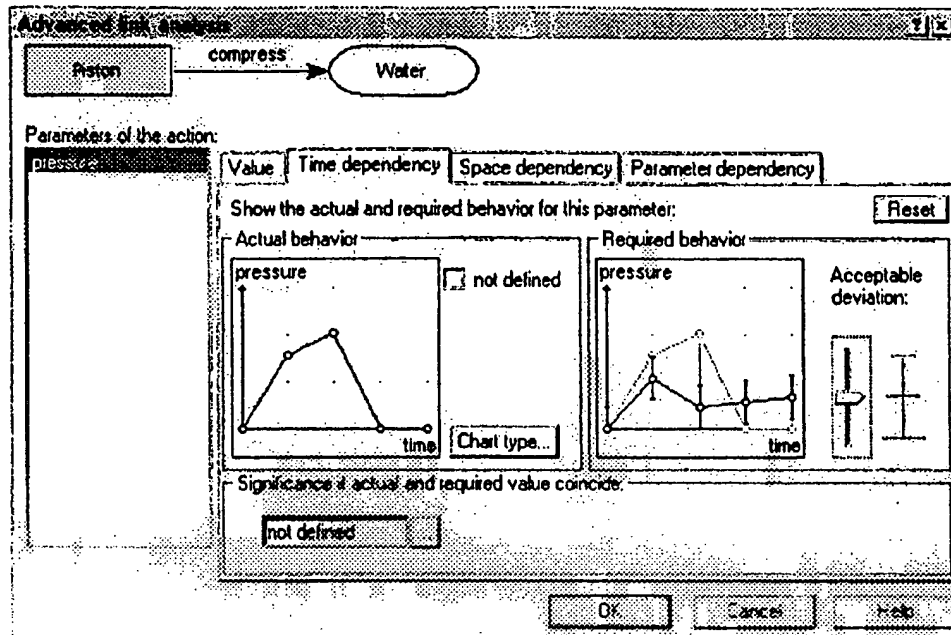 Advanced link analysis
compress
Piston
Water
Parameters of the action:
pressure
Value
Time dependency
Space dependency
Parameter dependency
Show the actual and required behavior for this parameter:
Reset
Actual behavior
Required behavior
pressure
not defined
time
Chart type...
pressure
time
Acceptable
deviation:
Significance if actual and required value coincide:
not defined
OK
Cancel
Help